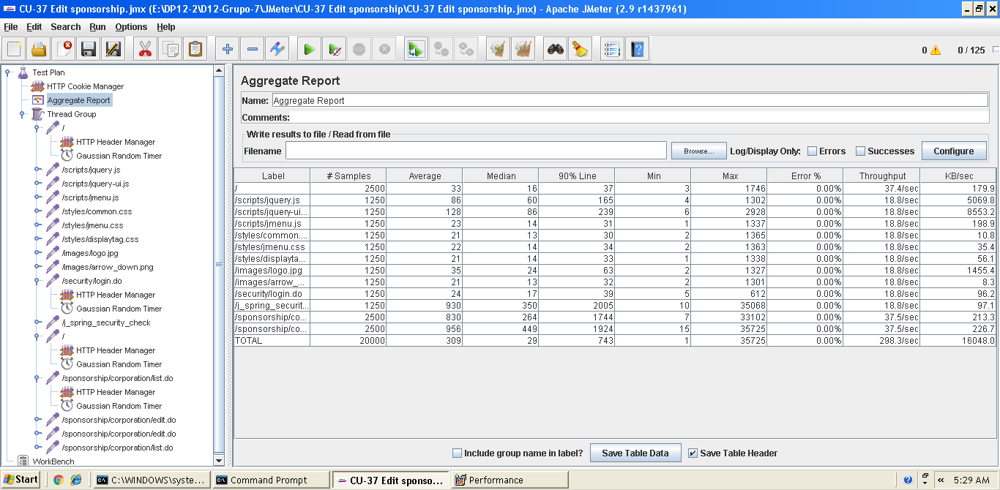 CU-37 Edit sponsorship.jmx (E:\DP12-2\D12-Grupo-7\JMeter\CU-37 Edit sponsorship\CU-37 Edit sponsorship.jmx) - Apache JMeter (2.9 r1437961)
File Edit Search Run Options Help
0 0 / 125
Test Plan
HTTP Cookie Manager
Aggregate Report
Thread Group
/
HTTP Header Manager
Gaussian Random Timer
/scripts/jquery.js
/scripts/jquery-ui.js
/scripts/jmenu.js
/styles/common.css
/styles/jmenu.css
/styles/displaytag.css
/images/logo.jpg
/images/arrow_down.png
/security/login.do
HTTP Header Manager
Gaussian Random Timer
/j_spring_security_check
/
HTTP Header Manager
Gaussian Random Timer
/sponsorship/corporation/list.do
HTTP Header Manager
Gaussian Random Timer
/sponsorship/corporation/edit.do
/sponsorship/corporation/edit.do
/sponsorship/corporation/list.do
WorkBench
Aggregate Report
Name: Aggregate Report
Comments:
Write results to file / Read from file
Filename Browse... Log/Display Only: Errors Successes Configure
Label # Samples Average Median 90% Line Min Max Error % Throughput KB/sec
/ 2500 33 16 37 3 1746 0.00% 37.4/sec 179.9
/scripts/jquery.js 1250 86 60 165 4 1302 0.00% 18.8/sec 5069.8
/scripts/jquery-ui... 1250 128 86 239 6 2928 0.00% 18.8/sec 8553.2
/scripts/jmenu.js 1250 23 14 31 1 1337 0.00% 18.8/sec 198.9
/styles/common.... 1250 21 13 30 2 1365 0.00% 18.8/sec 10.8
/styles/jmenu.css 1250 22 14 34 2 1363 0.00% 18.8/sec 35.4
/styles/displayta... 1250 21 14 33 1 1338 0.00% 18.8/sec 56.1
/images/logo.jpg 1250 35 24 63 2 1327 0.00% 18.8/sec 1455.4
/images/arrow_... 1250 21 13 32 2 1301 0.00% 18.8/sec 8.3
/security/login.do 1250 24 17 39 5 612 0.00% 18.8/sec 96.2
/j_spring_securit... 1250 930 350 2005 10 35068 0.00% 18.8/sec 97.1
/sponsorship/co... 2500 830 264 1744 7 33102 0.00% 37.5/sec 213.3
/sponsorship/co... 2500 956 449 1924 15 35725 0.00% 37.5/sec 226.7
TOTAL 20000 309 29 743 1 35725 0.00% 298.3/sec 16048.0
Include group name in label? Save Table Data Save Table Header
Start C:\WINDOWS\syste... Command Prompt CU-37 Edit sponso... Performance 5:29 AM